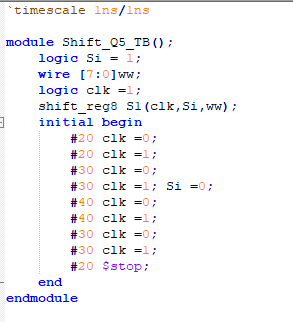 `timescale 1ns/1ns
module Shift_Q5_TB();
logic Si = 1;
wire [7:0]ww;
logic clk =1;
shift_reg8 S1(clk,Si,ww);
initial begin
#20 clk =0;
#20 clk =1;
#30 clk =0;
#30 clk =1; Si =0;
#40 clk =0;
#40 clk =1;
#30 clk =0;
#30 clk =1;
#20 $stop;
end
endmodule